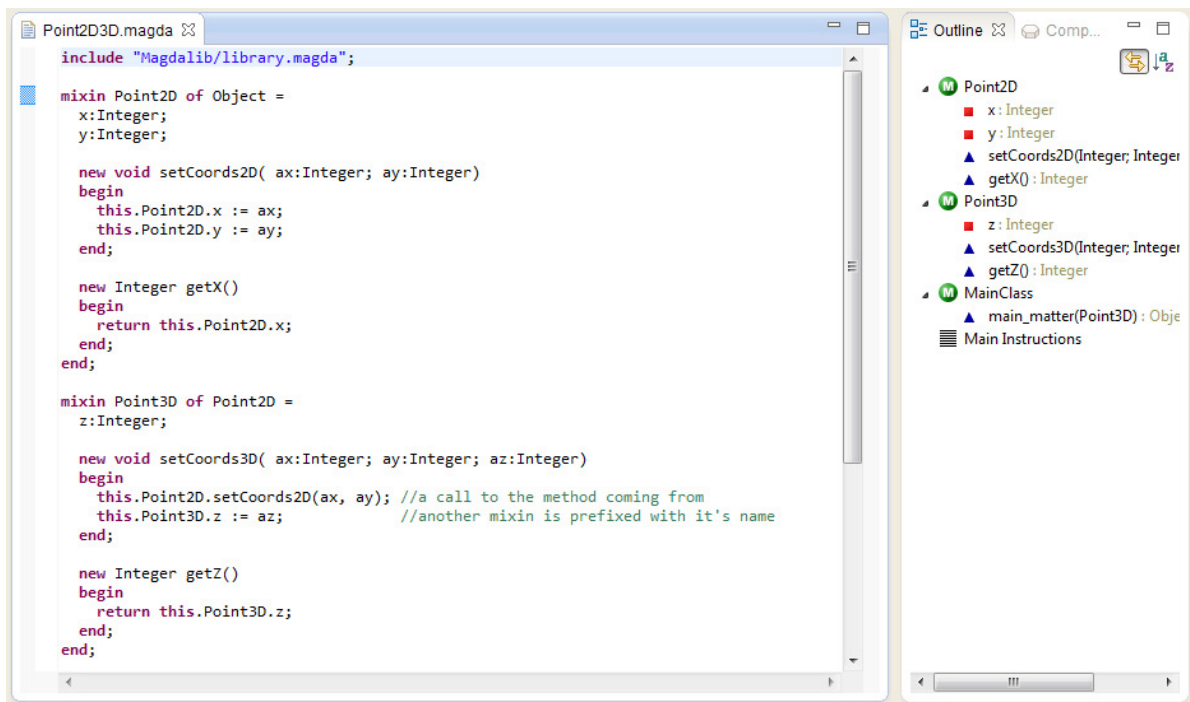 Point2D3D.magda
include "Magdalib/library.magda";
mixin Point2D of Object =
x:Integer;
y:Integer;
new void setCoords2D( ax:Integer; ay:Integer)
begin
this.Point2D.x := ax;
this.Point2D.y := ay;
end;
new Integer getX()
begin
return this.Point2D.x;
end;
end;
mixin Point3D of Point2D =
z:Integer;
new void setCoords3D( ax:Integer; ay:Integer; az:Integer)
begin
this.Point2D.setCoords2D(ax, ay); //a call to the method coming from
this.Point3D.z := az; //another mixin is prefixed with it's name
end;
new Integer getZ()
begin
return this.Point3D.z;
end;
end;
Outline Comp...
a
z
M Point2D
x : Integer
y : Integer
setCoords2D(Integer; Integer
getX() : Integer
M Point3D
z : Integer
setCoords3D(Integer; Integer
getZ() : Integer
M MainClass
main_matter(Point3D) : Obje
Main Instructions